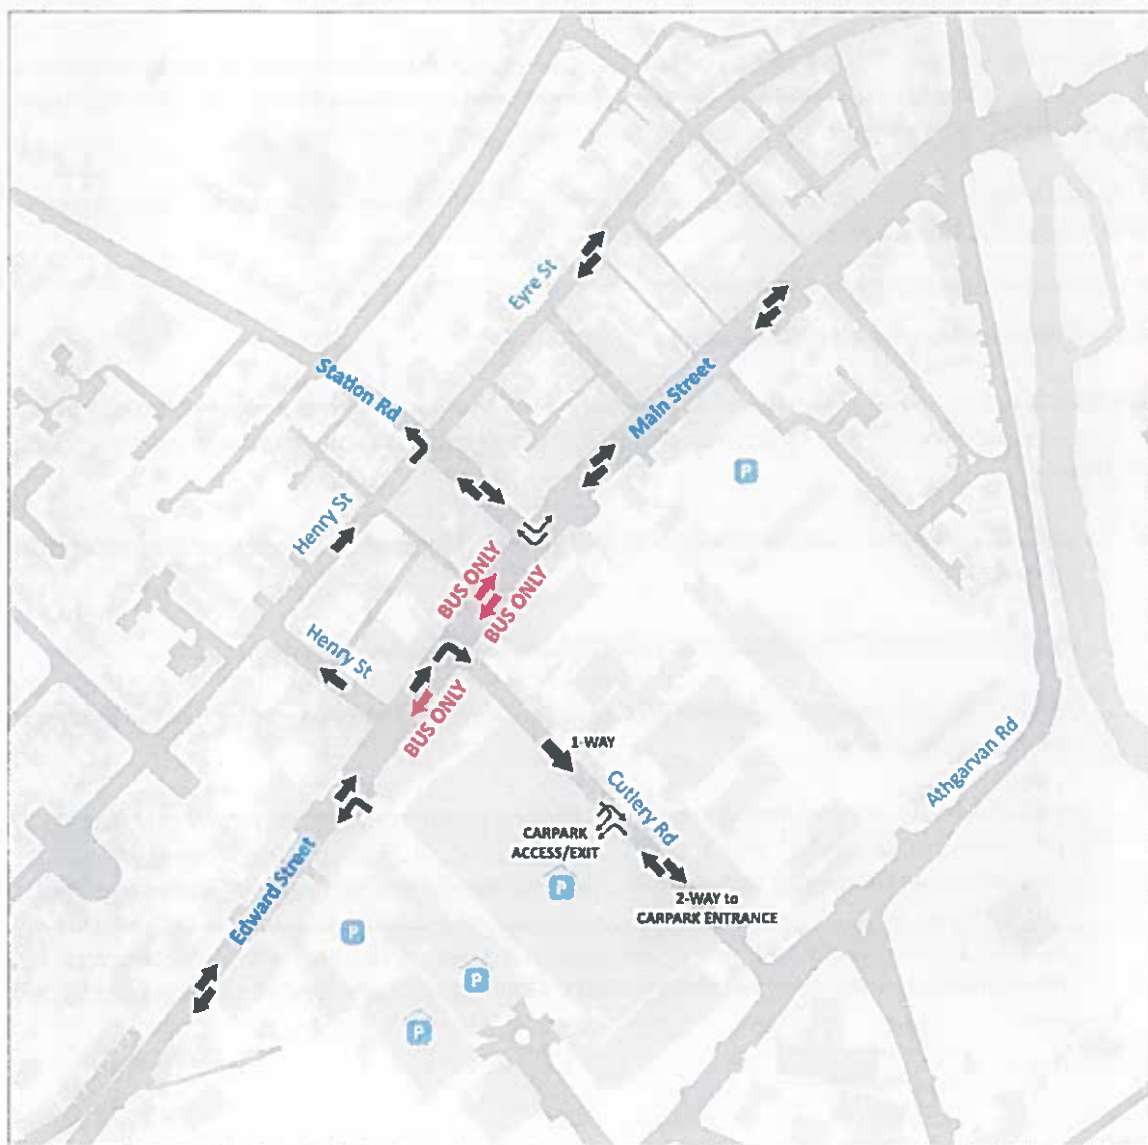 Eyre St
Station Rd
Main Street
P
Henry St
BUS ONLY
BUS ONLY
Henry St
BUS ONLY
1-WAY
Cutlery Rd
Athgarvan Rd
CARPARK
ACCESS/EXIT
P
2-WAY to
CARPARK ENTRANCE
Edward Street
P
P
P